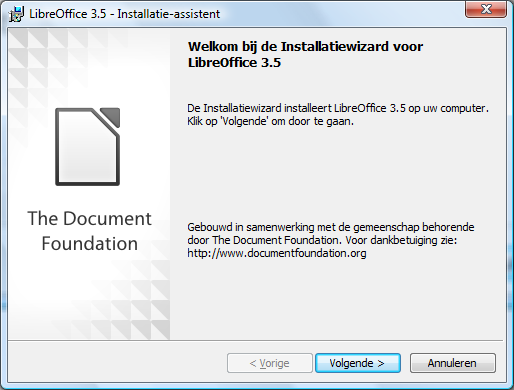 LibreOffice 3.5 - Installatie-assistent
Welkom bij de Installatiewizard voor
LibreOffice 3.5
De Installatiewizard installeert LibreOffice 3.5 op uw computer.
Klik op 'Volgende' om door te gaan.
The Document
Foundation
Gebouwd in samenwerking met de gemeenschap behorende
door The Document Foundation. Voor dankbetuiging zie:
http://www.documentfoundation.org
< Vorige
Volgende >
Annuleren